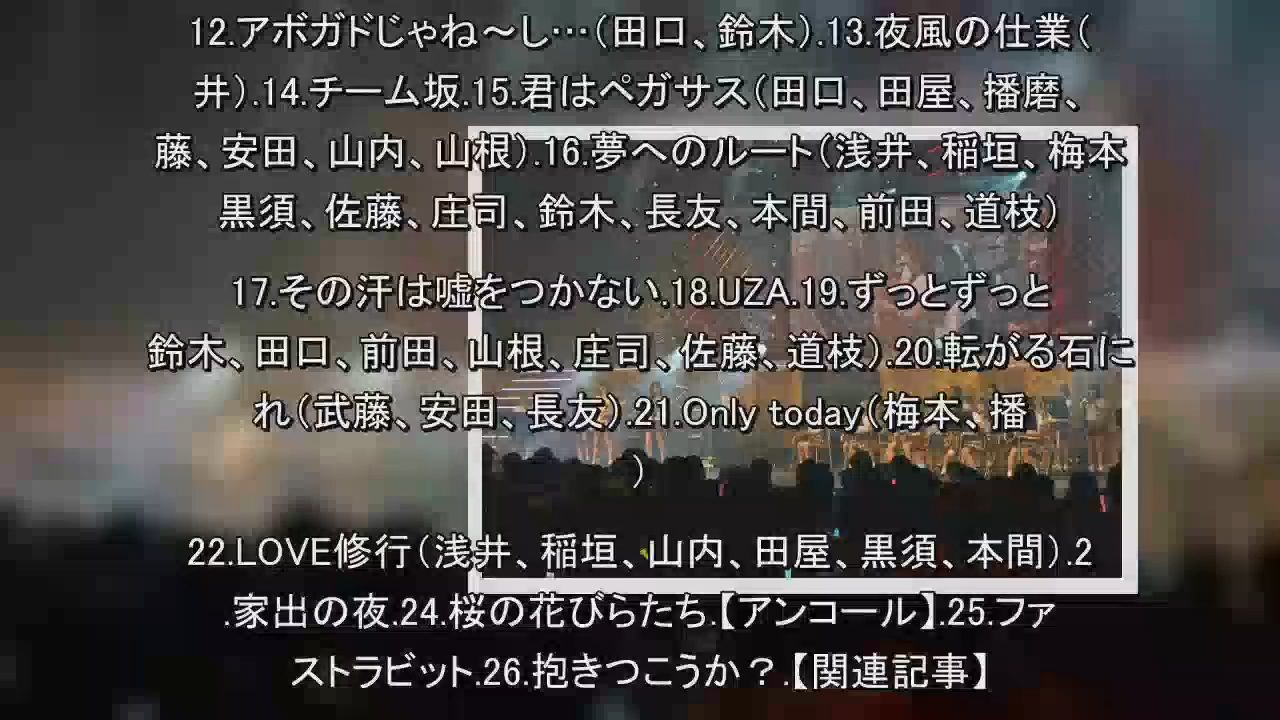 12.アボガドじゃね～し…（田口、鈴木）.13.夜風の仕業（
井）.14.チーム坂.15.君はペガサス（田口、田屋、播磨、
藤、安田、山内、山根）.16.夢へのルート（浅井、稲垣、梅本
黒須、佐藤、庄司、鈴木、長友、本間、前田、道枝）
17.その汗は嘘をつかない.18.UZA.19.ずっとずっと
鈴木、田口、前田、山根、庄司、佐藤、道枝）.20.転がる石に
れ（武藤、安田、長友）.21.Only today（梅本、播
）
22.LOVE修行（浅井、稲垣、山内、田屋、黒須、本間）.2
.家出の夜.24.桜の花びらたち.【アンコール】.25.ファ
ストラビット.26.抱きつこうか？.【関連記事】